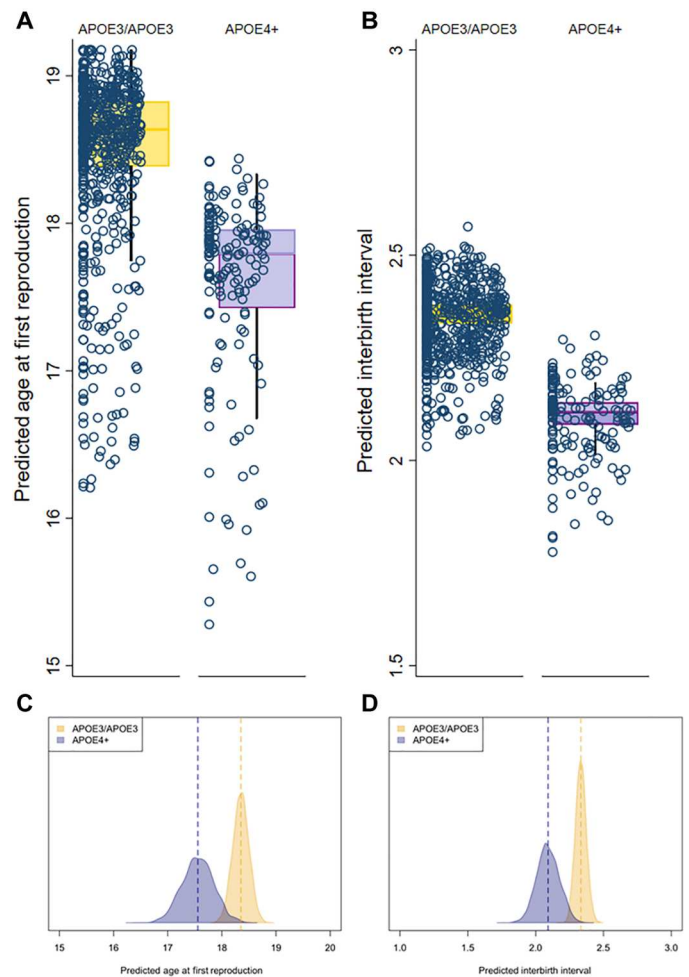 A
APOE3/APOE3 APOE4+
Predicted age at first reproduction
19
18
17
16
15
B
APOE3/APOE3 APOE4+
Predicted interbirth interval
3
2.5
2
1.5
C
APOE3/APOE3
APOE4+
15 16 17 18 19 20
Predicted age at first reproduction
D
APOE3/APOE3
APOE4+
1.0 1.5 2.0 2.5 3.0
Predicted interbirth interval